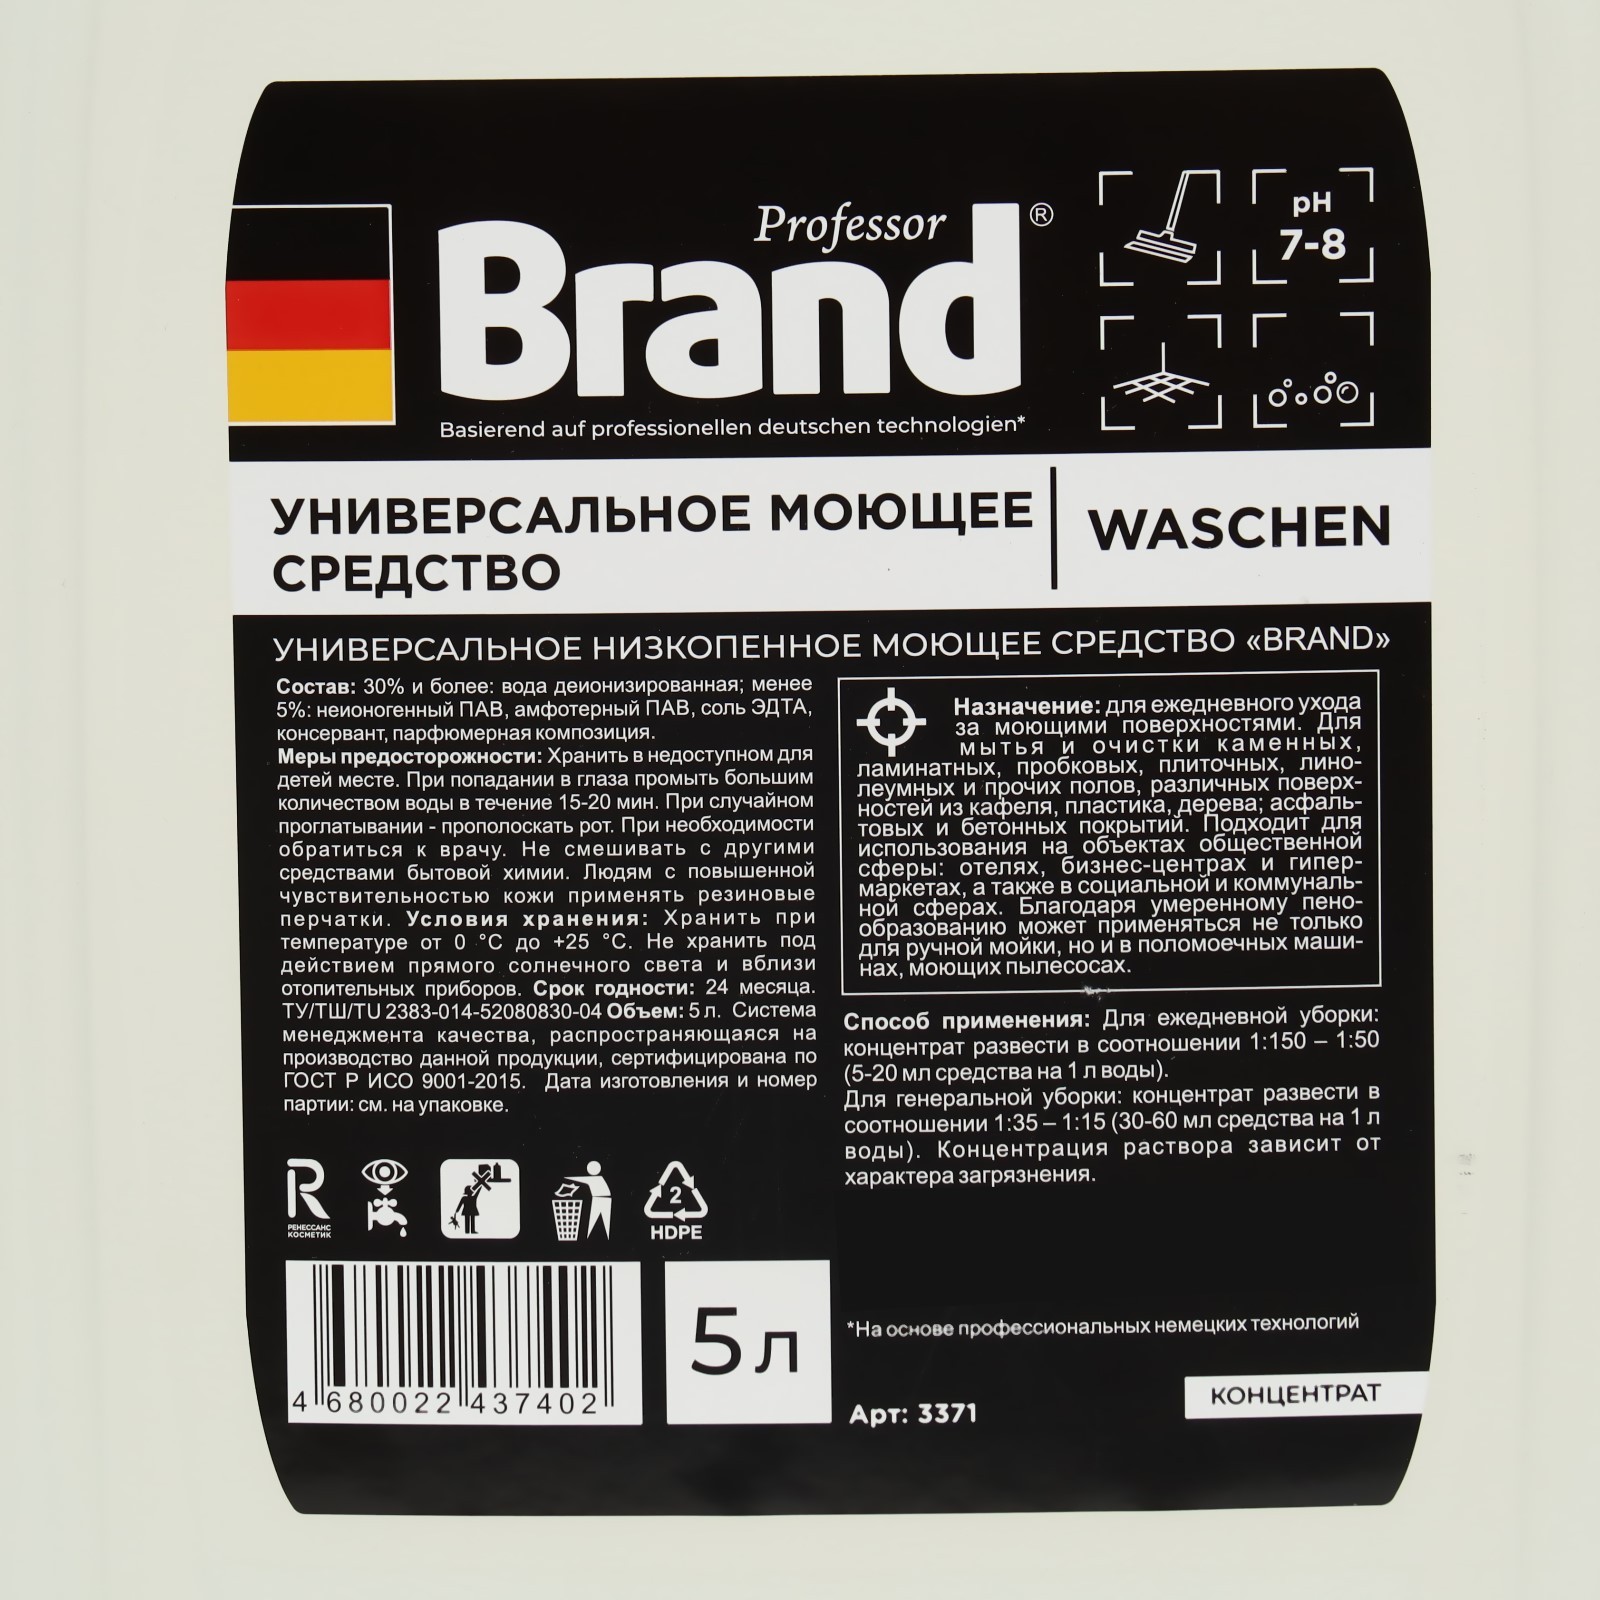 Professor
Brand®
Basierend auf professionellen deutschen technologien*
pH
7-8
УНИВЕРСАЛЬНОЕ МОЮЩЕЕ
СРЕДСТВО
WASCHEN
УНИВЕРСАЛЬНОЕ НИЗКОПЕННОЕ МОЮЩЕЕ СРЕДСТВО «BRAND»
Состав: 30% и более: вода деионизированная; менее
5%: неионогенный ПАВ, амфотерный ПАВ, соль ЭДТА,
консервант, парфюмерная композиция.
Меры предосторожности: Хранить в недоступном для
детей месте. При попадании в глаза промыть большим
количеством воды в течение 15-20 мин. При случайном
проглатывании - прополоскать рот. При необходимости
обратиться к врачу. Не смешивать с другими
средствами бытовой химии. Людям с повышенной
чувствительностью кожи применять резиновые
перчатки. Условия хранения: Хранить при
температуре от 0 °C до +25 °C. Не хранить под
действием прямого солнечного света и вблизи
отопительных приборов. Срок годности: 24 месяца.
ТУ/ТШ/TU 2383-014-52080830-04 Объем: 5 л. Система
менеджмента качества, распространяющаяся на
производство данной продукции, сертифицирована по
ГОСТ Р ИСО 9001-2015. Дата изготовления и номер
партии: см. на упаковке.
Назначение: для ежедневного ухода
за моющими поверхностями. Для
мытья и очистки каменных,
ламинатных, пробковых, плиточных, лино-
леумных и прочих полов, различных поверх-
ностей из кафеля, пластика, дерева; асфаль-
товых и бетонных покрытий. Подходит для
использования на объектах общественной
сферы: отелях, бизнес-центрах и гипер-
маркетах, а также в социальной и коммуналь-
ной сферах. Благодаря умеренному пено-
образованию может применяться не только
для ручной мойки, но и в поломоечных маши-
нах, моющих пылесосах.
Способ применения: Для ежедневной уборки:
концентрат развести в соотношении 1:150 – 1:50
(5-20 мл средства на 1 л воды).
Для генеральной уборки: концентрат развести в
соотношении 1:35 – 1:15 (30-60 мл средства на 1 л
воды). Концентрация раствора зависит от
характера загрязнения.
R
РЕНЕССАНС
КОСМЕТИК
2
HDPE
4 680022 437402
5 л
*На основе профессиональных немецких технологий
Арт: 3371
КОНЦЕНТРАТ